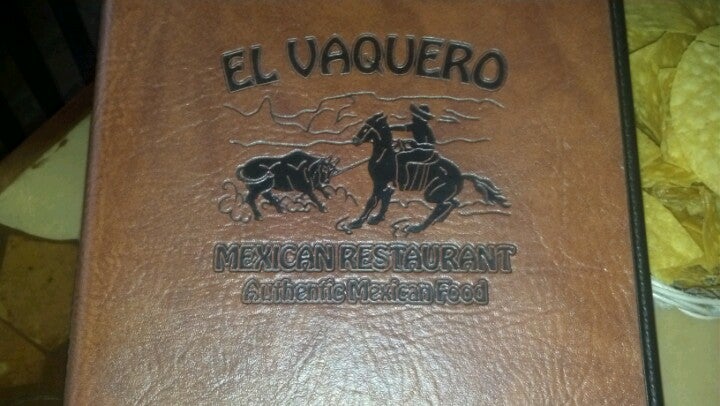 EL VAQUERO
MEXICAN RESTAURANT
Authentic Mexican Food